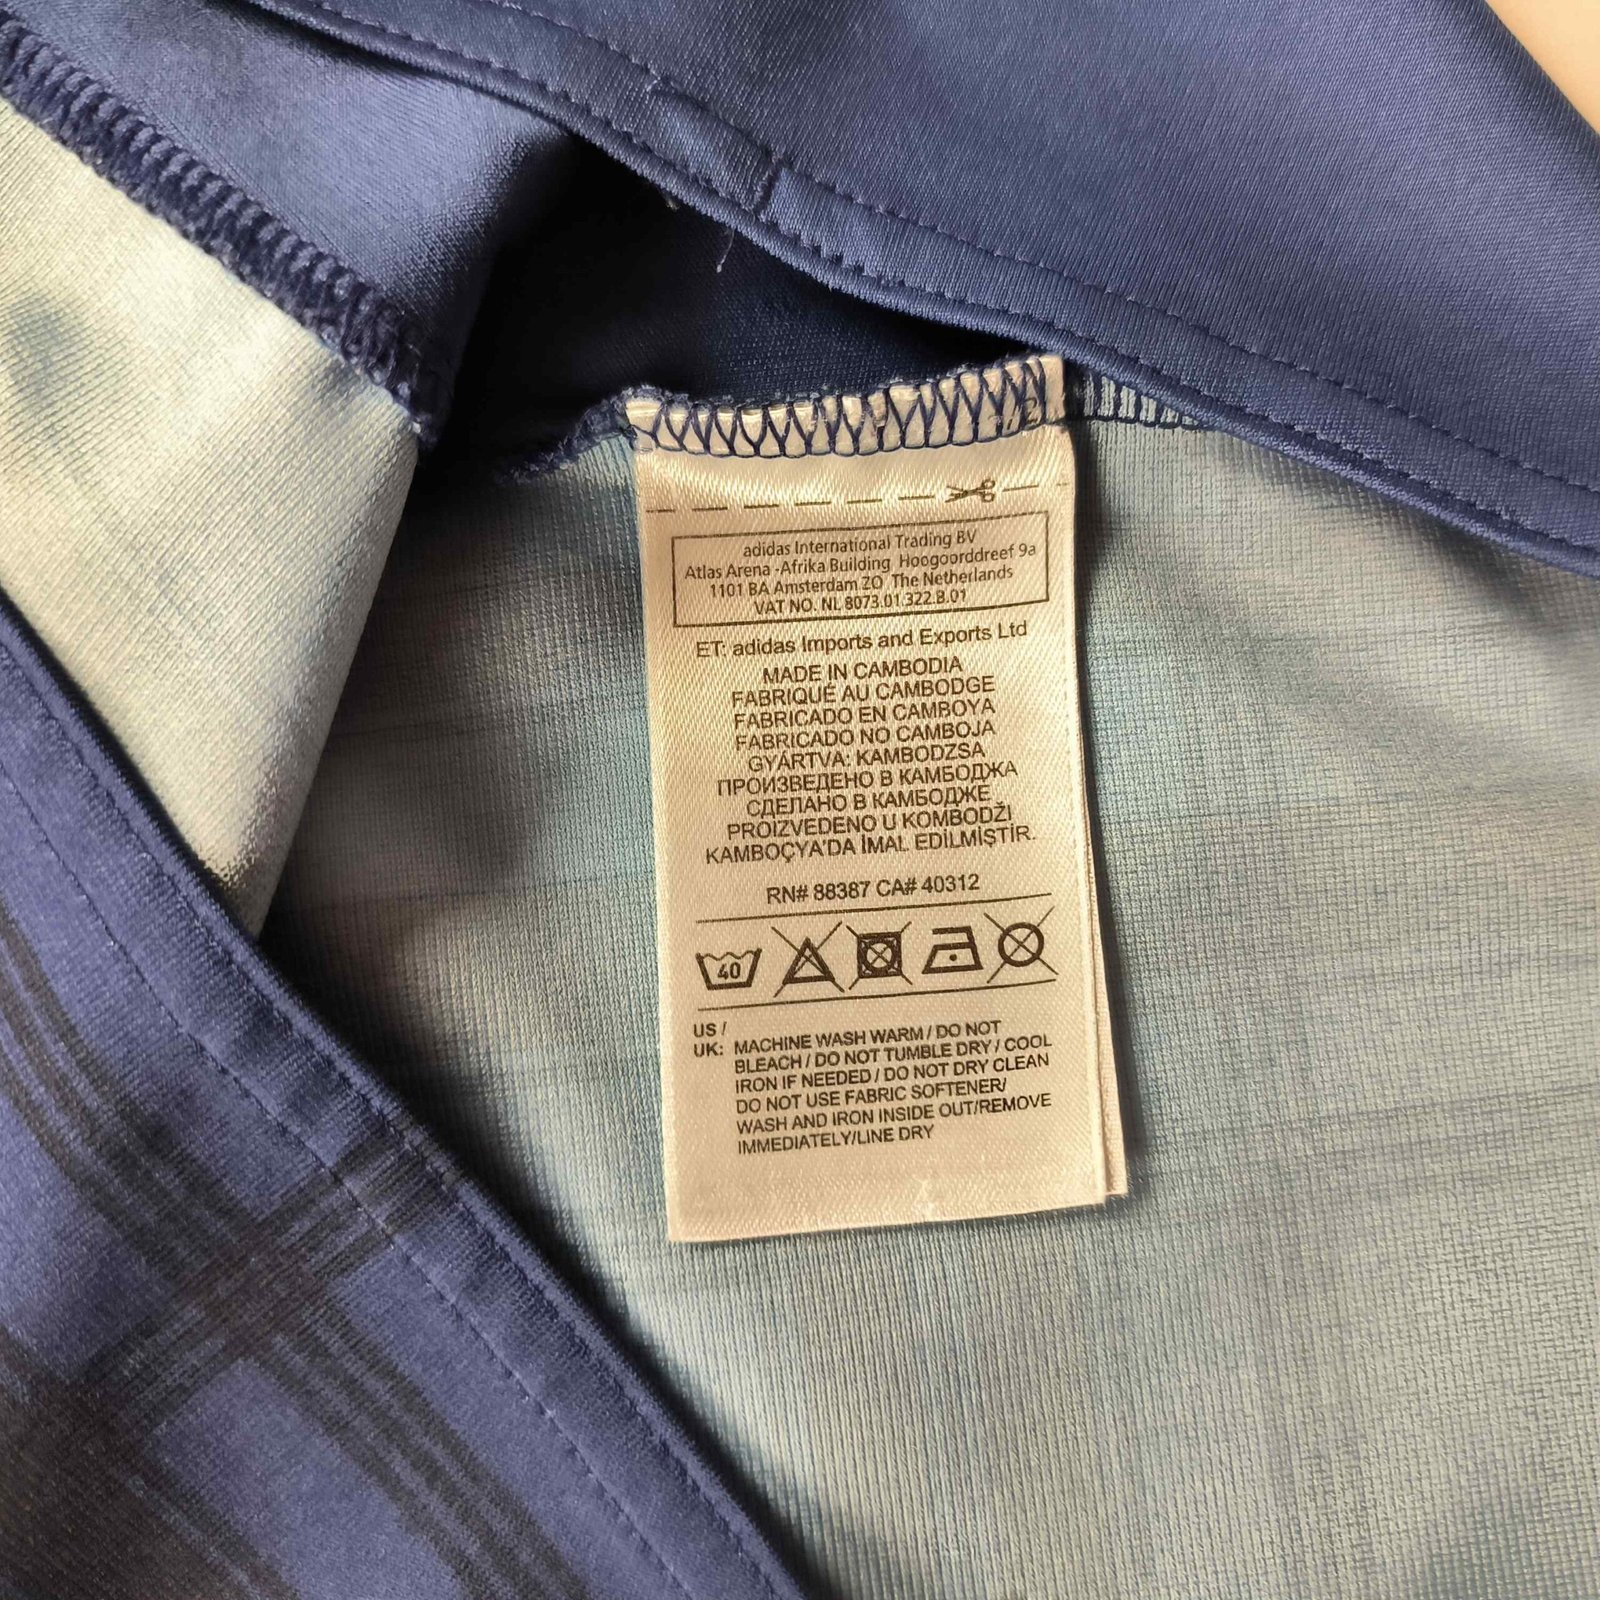 adidas International Trading BV
Atlas Arena -Afrika Building Hoogoorddreef 9a
1101 BA Amsterdam ZO The Netherlands
VAT NO. NL 8073.01.322.B.01
ET: adidas Imports and Exports Ltd
MADE IN CAMBODIA
FABRIQUÉ AU CAMBODGE
FABRICADO EN CAMBOYA
FABRICADO NO CAMBOJA
GYÁRTVA: KAMBODZSA
ПРОИЗВЕДЕНО В КАМБОДЖА
СДЕЛАНО В КАМБОДЖЕ
PROIZVEDENO U KOMBODŽI
KAMBOÇYA'DA İMAL EDİLMİŞTİR.
RN# 88387 CA# 40312
40
US /
UK: MACHINE WASH WARM / DO NOT
BLEACH / DO NOT TUMBLE DRY / COOL
IRON IF NEEDED / DO NOT DRY CLEAN
DO NOT USE FABRIC SOFTENER/
WASH AND IRON INSIDE OUT/REMOVE
IMMEDIATELY/LINE DRY